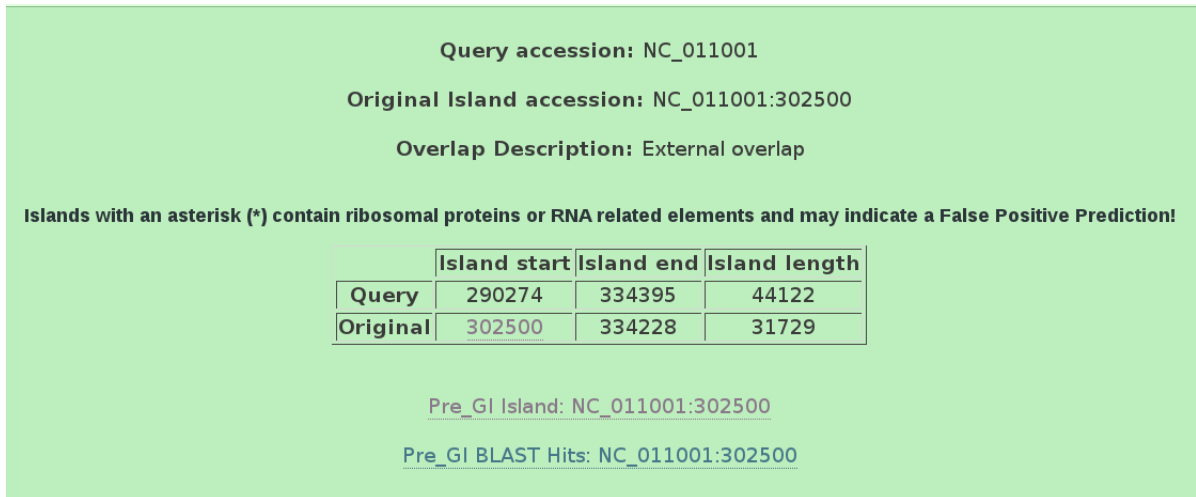 Query accession: NC_011001
Original Island accession: NC_011001:302500
Overlap Description: External overlap
Islands with an asterisk (*) contain ribosomal proteins or RNA related elements and may indicate a False Positive Prediction!
Island start Island end Island length
Query 290274 334395 44122
Original 302500 334228 31729
Pre_GI Island: NC_011001:302500
Pre_GI BLAST Hits: NC_011001:302500